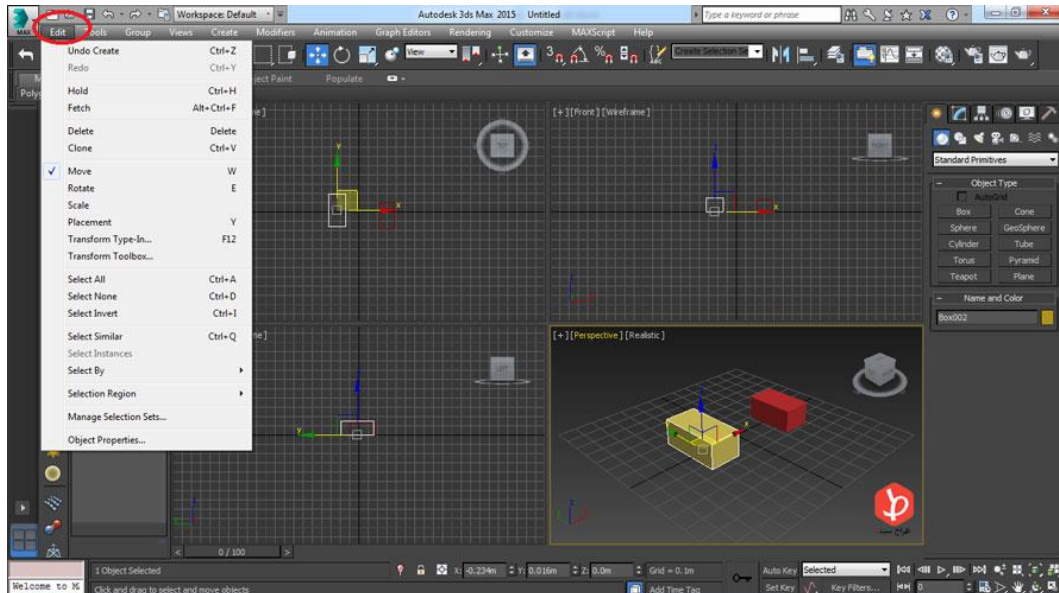 Workspace: Default
Autodesk 3ds Max 2015 Untitled
Type a keyword or phrase
MAX
Edit
Group
Views
Create
Modifiers
Animation
Graph Editors
Rendering
Customize
MAXScript
Help
Undo Create Ctrl+Z
Redo Ctrl+Y
Hold Ctrl+H
Fetch Alt+Ctrl+F
Delete Delete
Clone Ctrl+V
Move W
Rotate E
Scale
Placement Y
Transform Type-In... F12
Transform Toolbox...
Select All Ctrl+A
Select None Ctrl+D
Select Invert Ctrl+I
Select Similar Ctrl+Q
Select Instances
Select By
Selection Region
Manage Selection Sets...
Object Properties...
View
Paint
Populate
[+][Front][Wireframe]
[+][Perspective][Realistic]
Standard Primitives
Object Type
AutoGrid
Box Cone
Sphere GeoSphere
Cylinder Tube
Torus Pyramid
Teapot Plane
Name and Color
Box002
0 / 100
1 Object Selected
X: -0.234m Y: 0.016m Z: 0.0m
Grid = 0.1m
Auto Key Selected
Welcome to M
Click and drag to select and move objects
Add Time Tag
Set Key Key Filters... 0